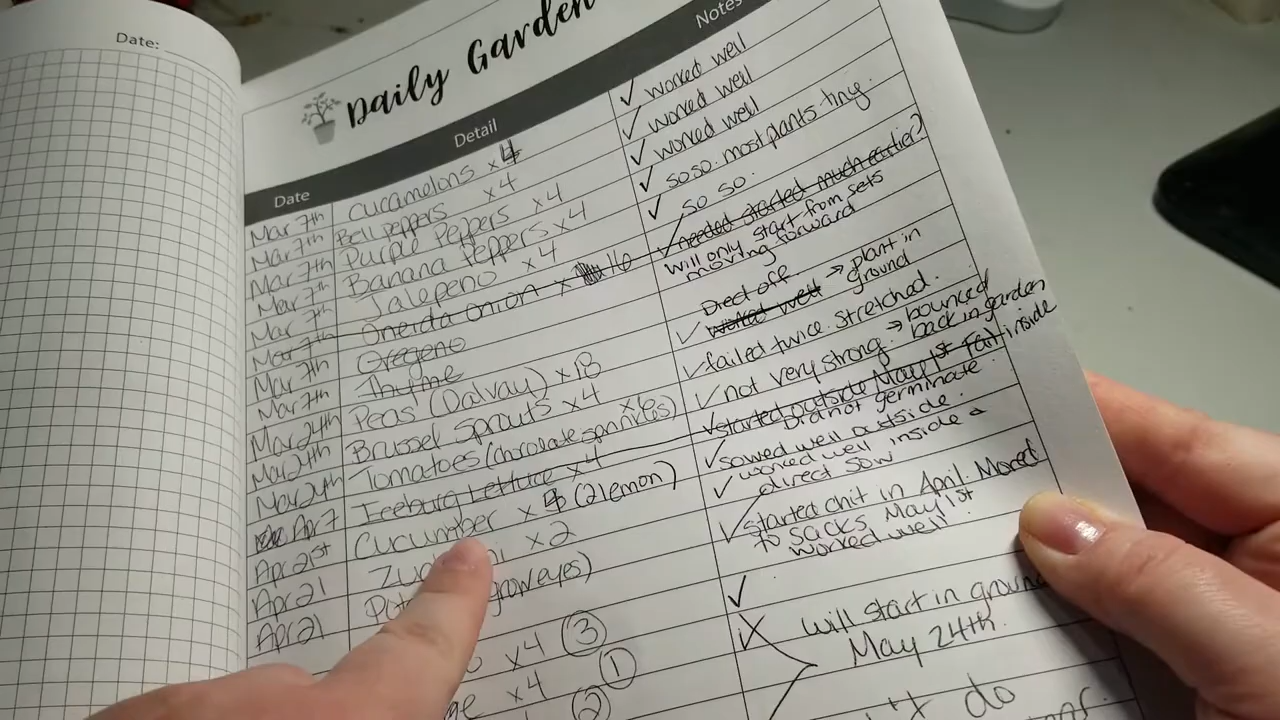 Date:
Daily Garden
Date Detail Notes
Mar 7th Cucamelons x4 ✓ worked well
Mar 7th Bell peppers x4 ✓ worked well
Mar 7th Purple Peppers x4 ✓ worked well
Mar 7th Banana Peppers x4 ✓ so so. most plants tiny.
Mar 7th Jalepeno x4 ✓ so so.
Mar 7th Oneida Onion x 16 ✓ needed started much earlier?
will only start from sets
moving forward
Mar 7th Oregeno
Died off
✓ worked well → plant in
ground
Mar 7th Thyme ✓ failed twice. stretched.
Mar 24th Peas (Dalvay) x18 ✓ not very strong. → bounced
back in garden
Mar 24th Brussel Sprouts x4 ✓ started outside May 1st Fail inside
Did not germinate
Mar 24th Tomatoes (chocolate sprinkles) x6 ✓ sowed well outside.
Apr 7 Iceburg Lettuce x4 ✓ worked well inside &
direct sow
Apr 21st Cucumber x (2 lemon) ✓ started chit in April. Moved
to sacks May 1st
worked well
Apr 21 x2 ✓
Apr 21 grow eyes)
x4 ③ will start in ground
May 24th.
x4 ①
② do